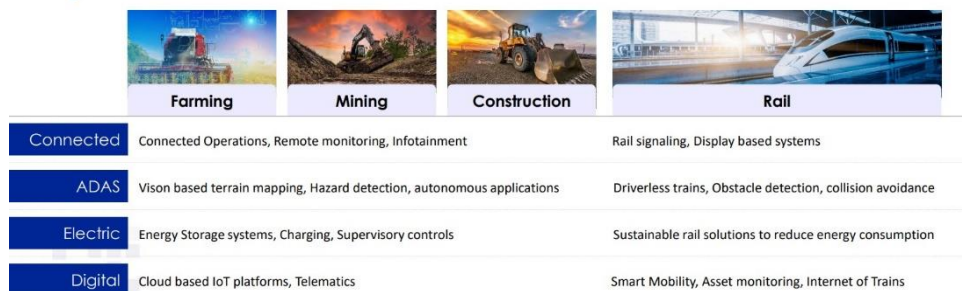 Farming
Mining
Construction
Rail
Connected
Connected Operations, Remote monitoring, Infotainment
Rail signaling, Display based systems
ADAS
Vison based terrain mapping, Hazard detection, autonomous applications
Driverless trains, Obstacle detection, collision avoidance
Electric
Energy Storage systems, Charging, Supervisory controls
Sustainable rail solutions to reduce energy consumption
Digital
Cloud based IoT platforms, Telematics
Smart Mobility, Asset monitoring, Internet of Trains